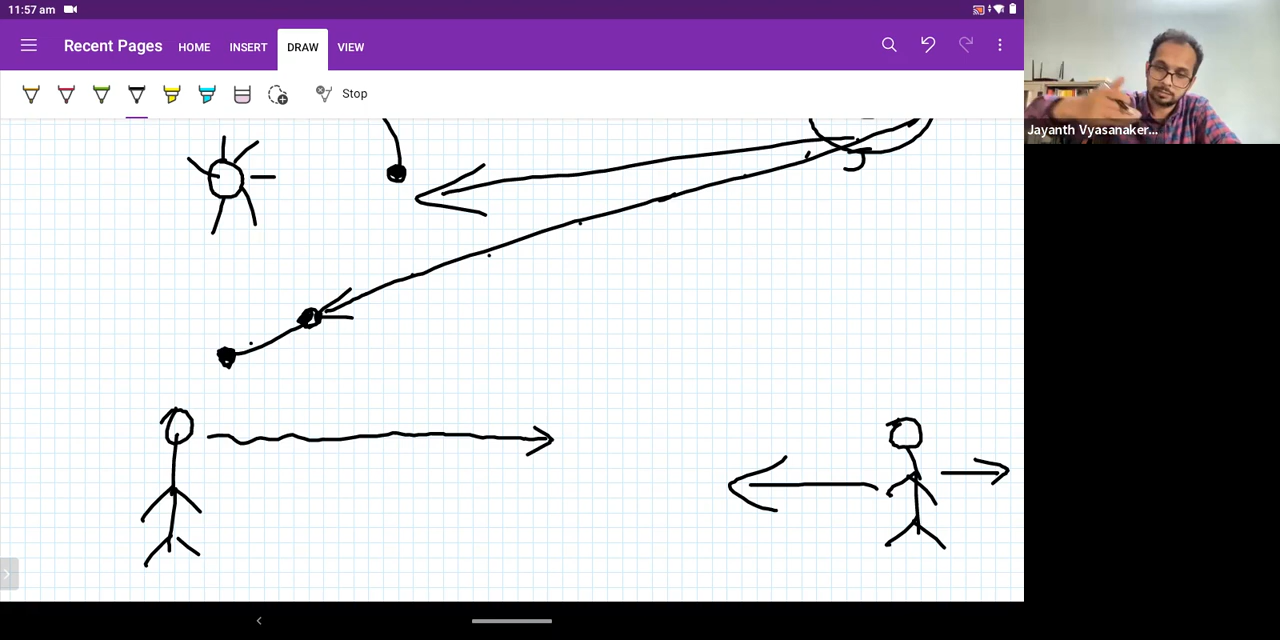 11:57 am
Recent Pages HOME INSERT DRAW VIEW
Stop
Jayanth Vyasanaker...